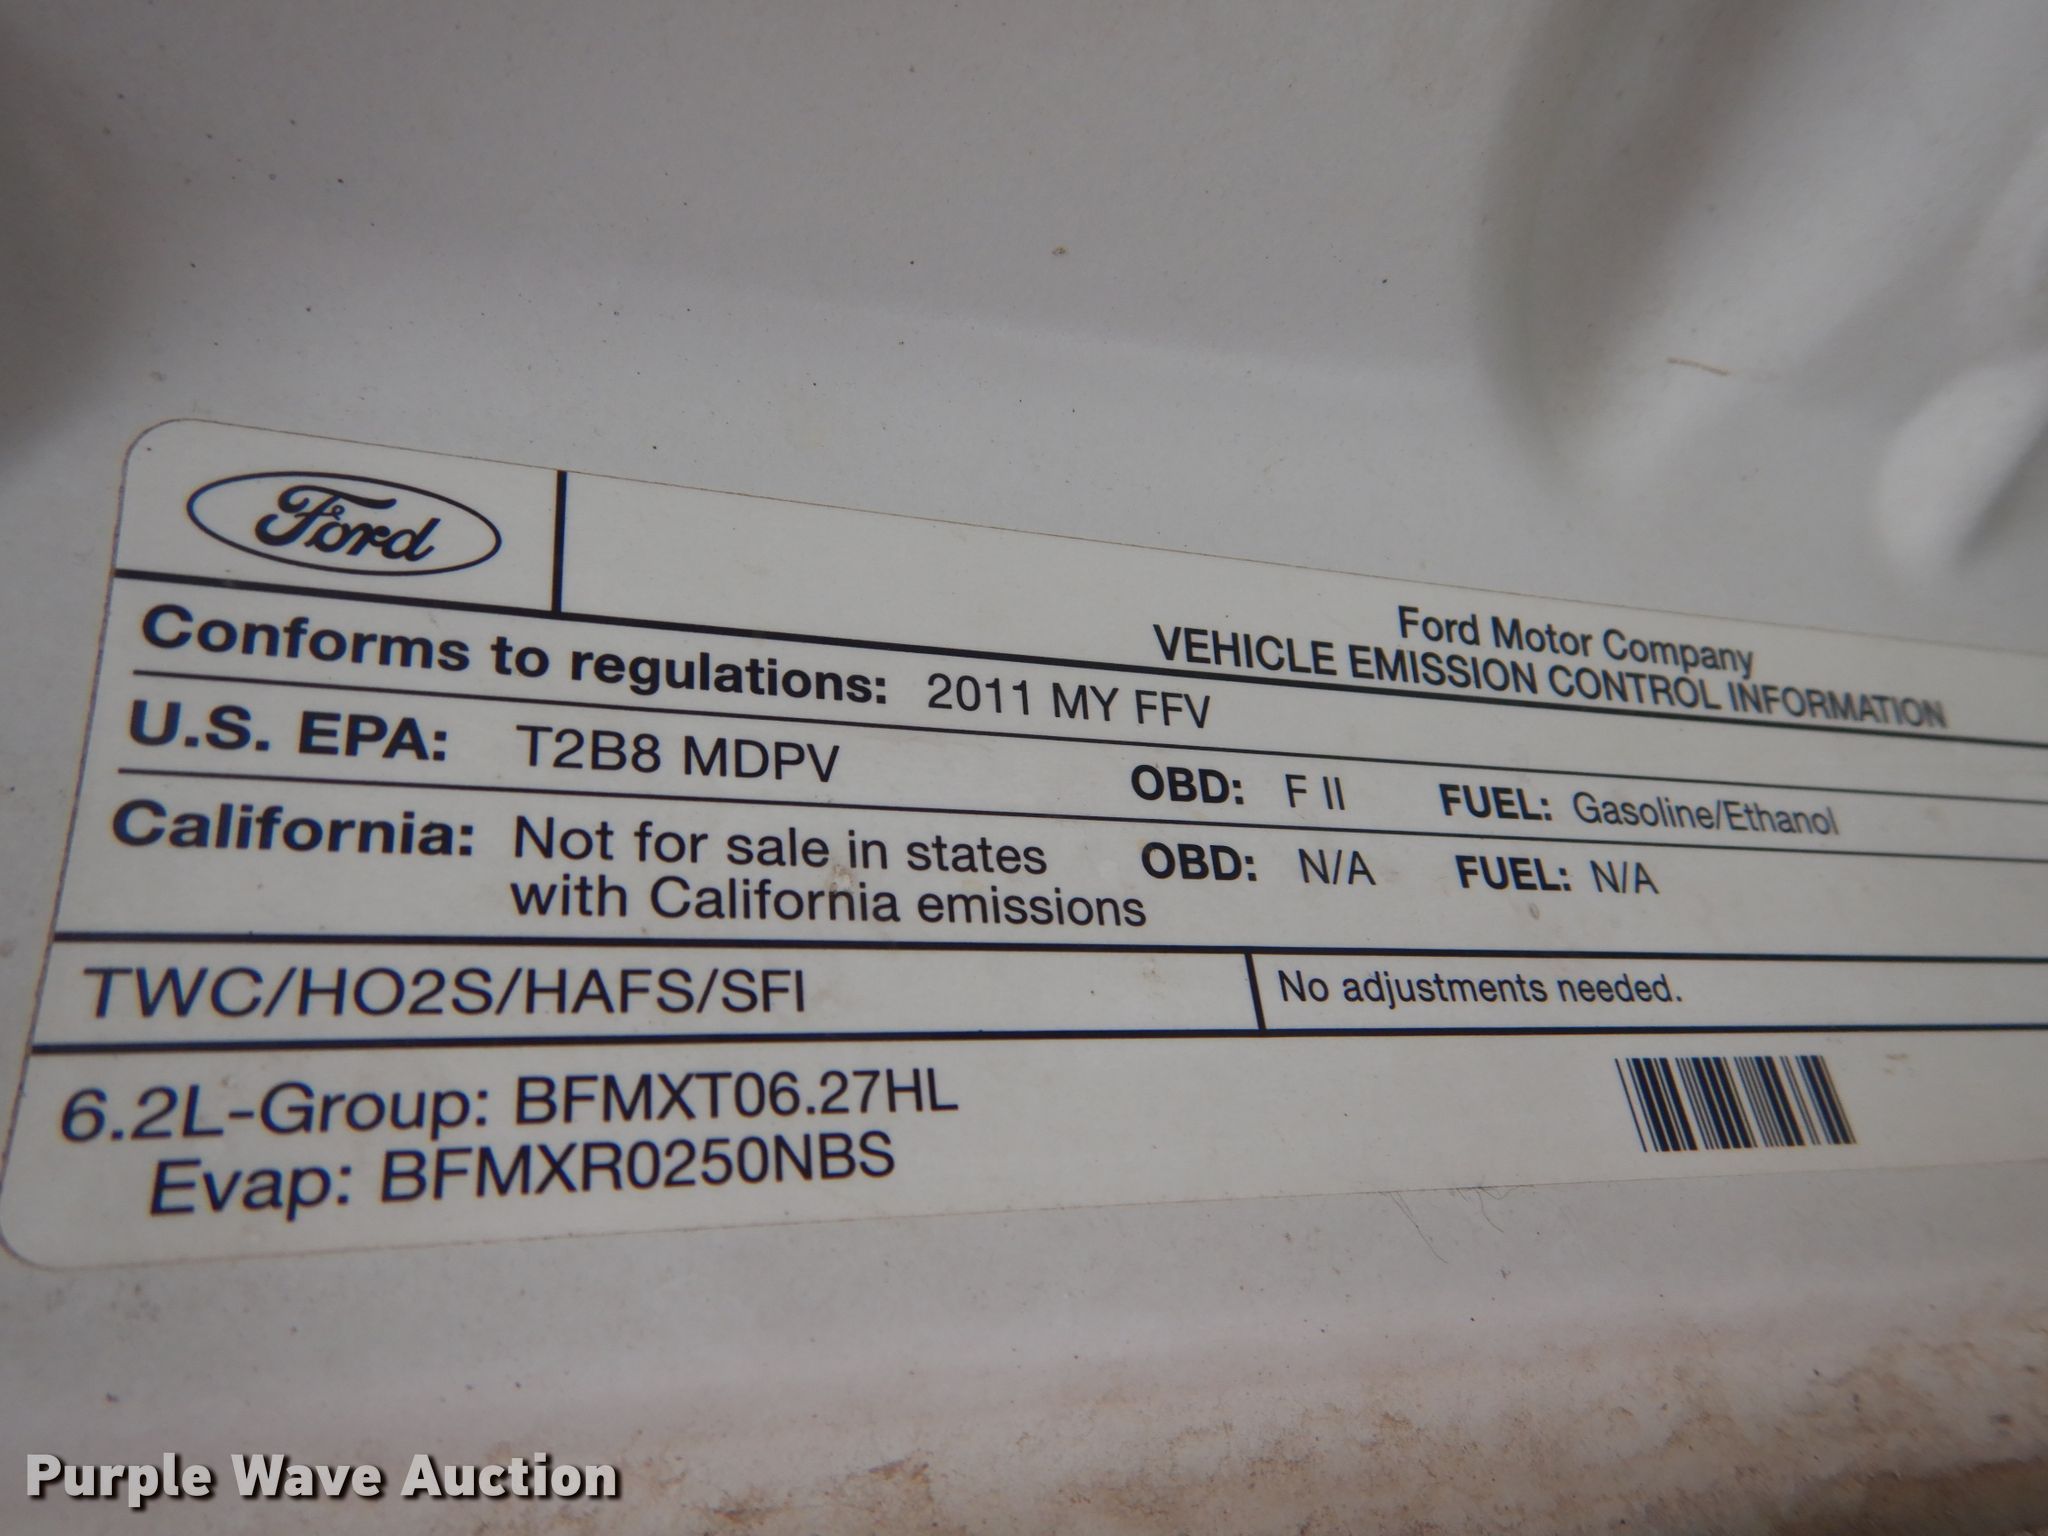 Ford
Ford Motor Company
VEHICLE EMISSION CONTROL INFORMATION
Conforms to regulations: 2011 MY FFV
U.S. EPA: T2B8 MDPV OBD: F II FUEL: Gasoline/Ethanol
California: Not for sale in states OBD: N/A FUEL: N/A
with California emissions
TWC/HO2S/HAFS/SFI No adjustments needed.
6.2L-Group: BFMXT06.27HL
Evap: BFMXR0250NBS
Purple Wave Auction